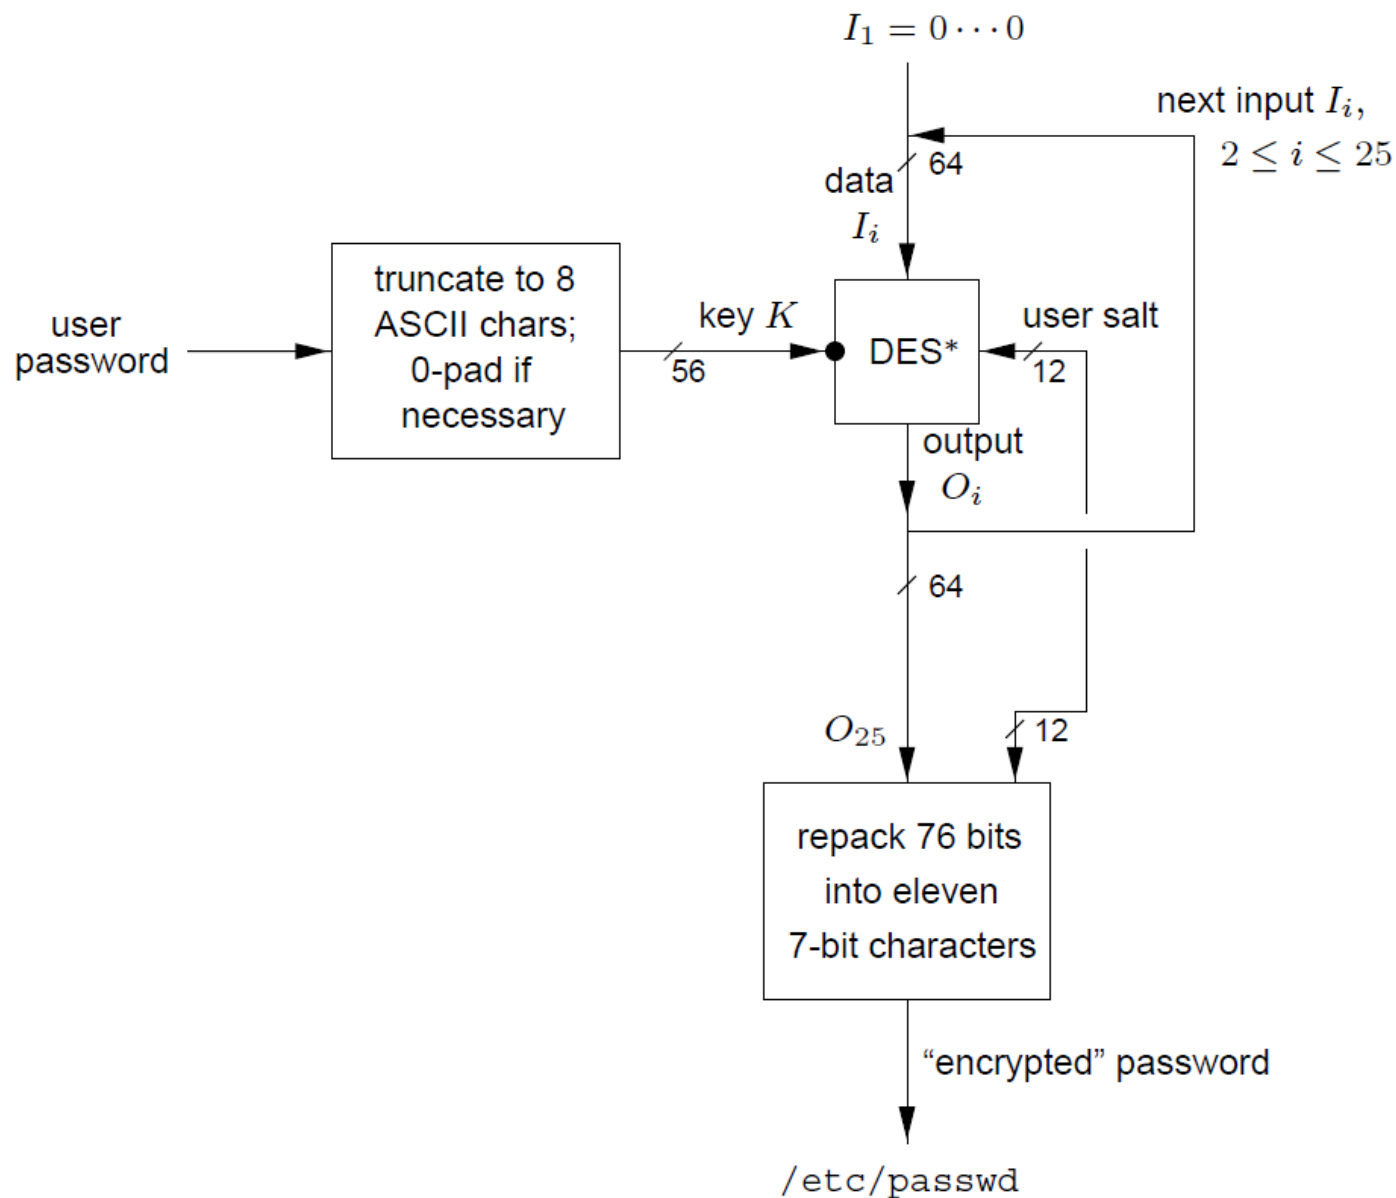 I₁ = 0 ⋯ 0
next input Iᵢ,
2 ≤ i ≤ 25
64
data
Iᵢ
truncate to 8
ASCII chars;
0-pad if
necessary
user
password
key K
56
DES*
user salt
12
output
Oᵢ
64
O₂₅
12
repack 76 bits
into eleven
7-bit characters
“encrypted” password
/etc/passwd